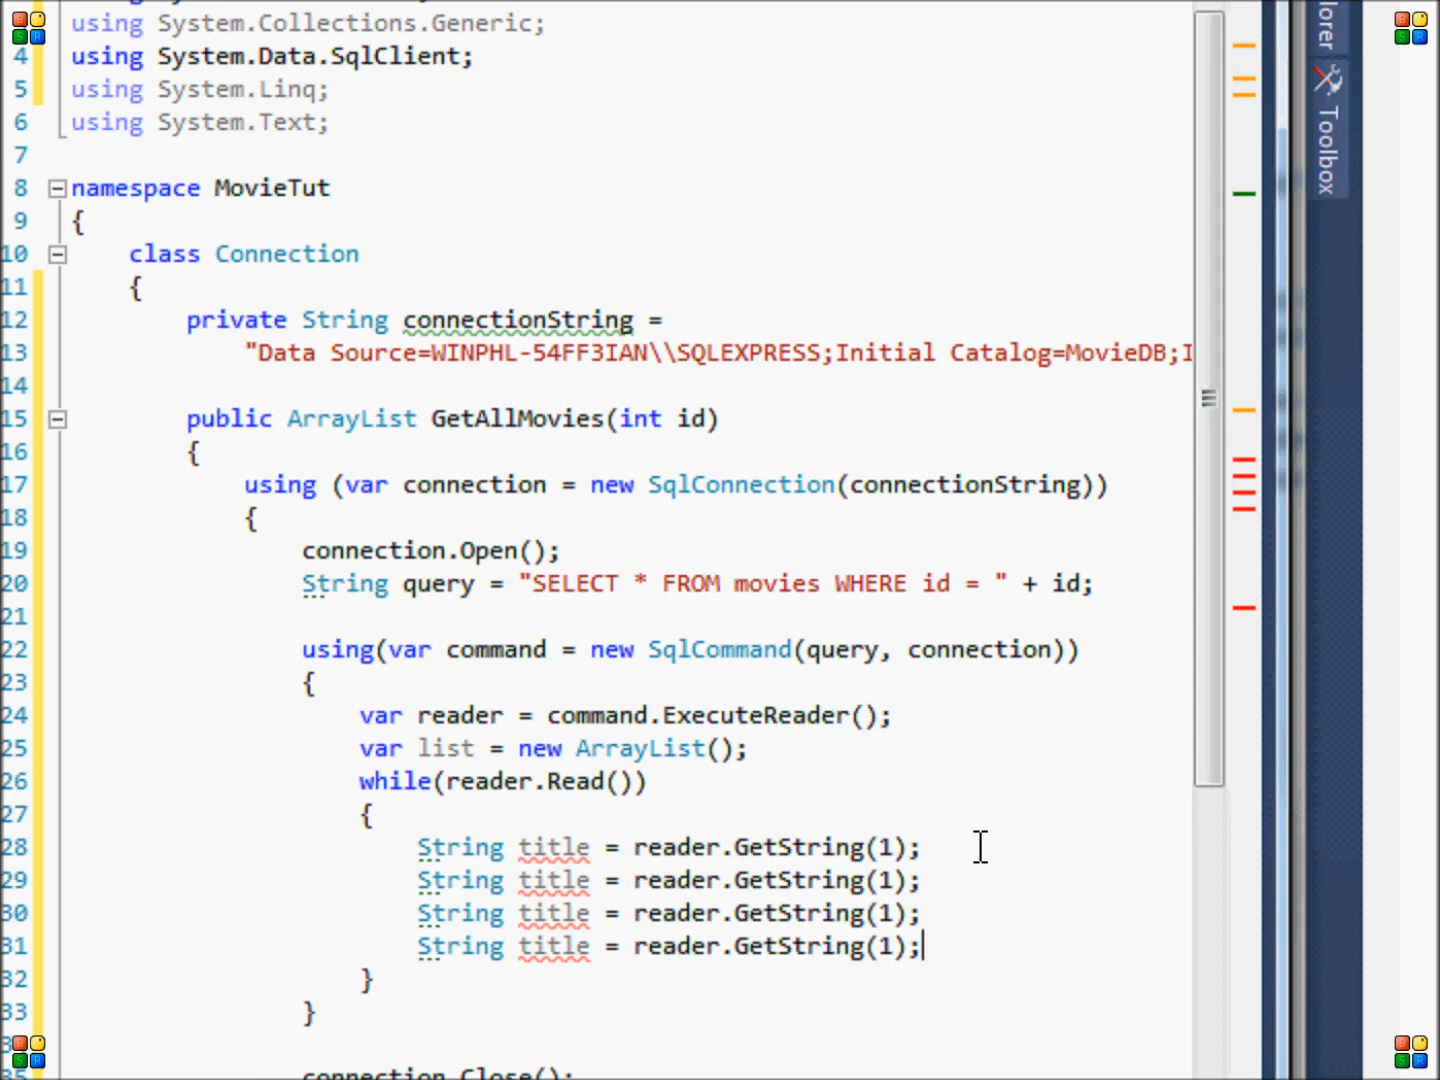 using System.Collections.Generic;
4 using System.Data.SqlClient;
5 using System.Linq;
6 using System.Text;
7
8 namespace MovieTut
9 {
10 class Connection
11 {
12 private String connectionString =
13 "Data Source=WINPHL-54FF3IAN\\SQLEXPRESS;Initial Catalog=MovieDB;I
14
15 public ArrayList GetAllMovies(int id)
16 {
17 using (var connection = new SqlConnection(connectionString))
18 {
19 connection.Open();
20 String query = "SELECT * FROM movies WHERE id = " + id;
21
22 using(var command = new SqlCommand(query, connection))
23 {
24 var reader = command.ExecuteReader();
25 var list = new ArrayList();
26 while(reader.Read())
27 {
28 String title = reader.GetString(1);
29 String title = reader.GetString(1);
30 String title = reader.GetString(1);
31 String title = reader.GetString(1);
32 }
33 }
35 connection.Close();
lorer
Toolbox